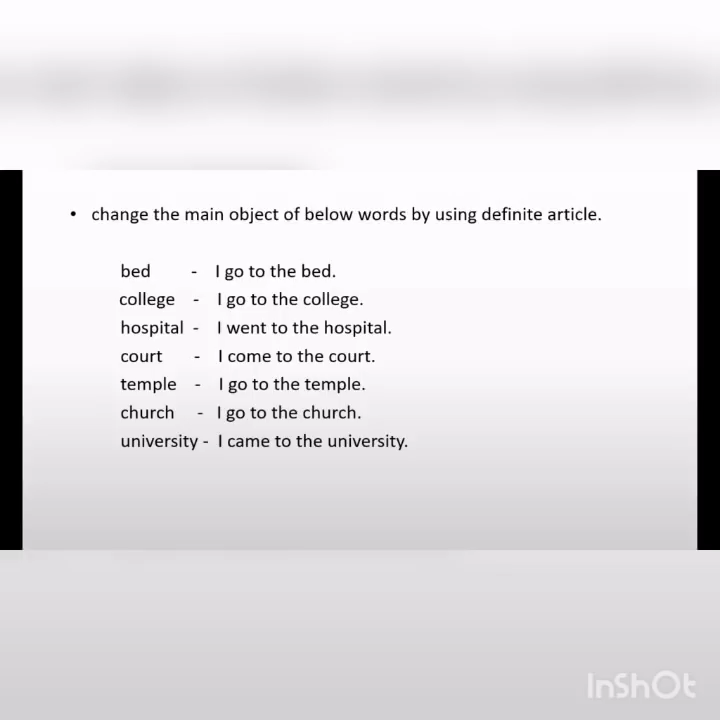 • change the main object of below words by using definite article.
bed - I go to the bed.
college - I go to the college.
hospital - I went to the hospital.
court - I come to the court.
temple - I go to the temple.
church - I go to the church.
university - I came to the university.
InShOt